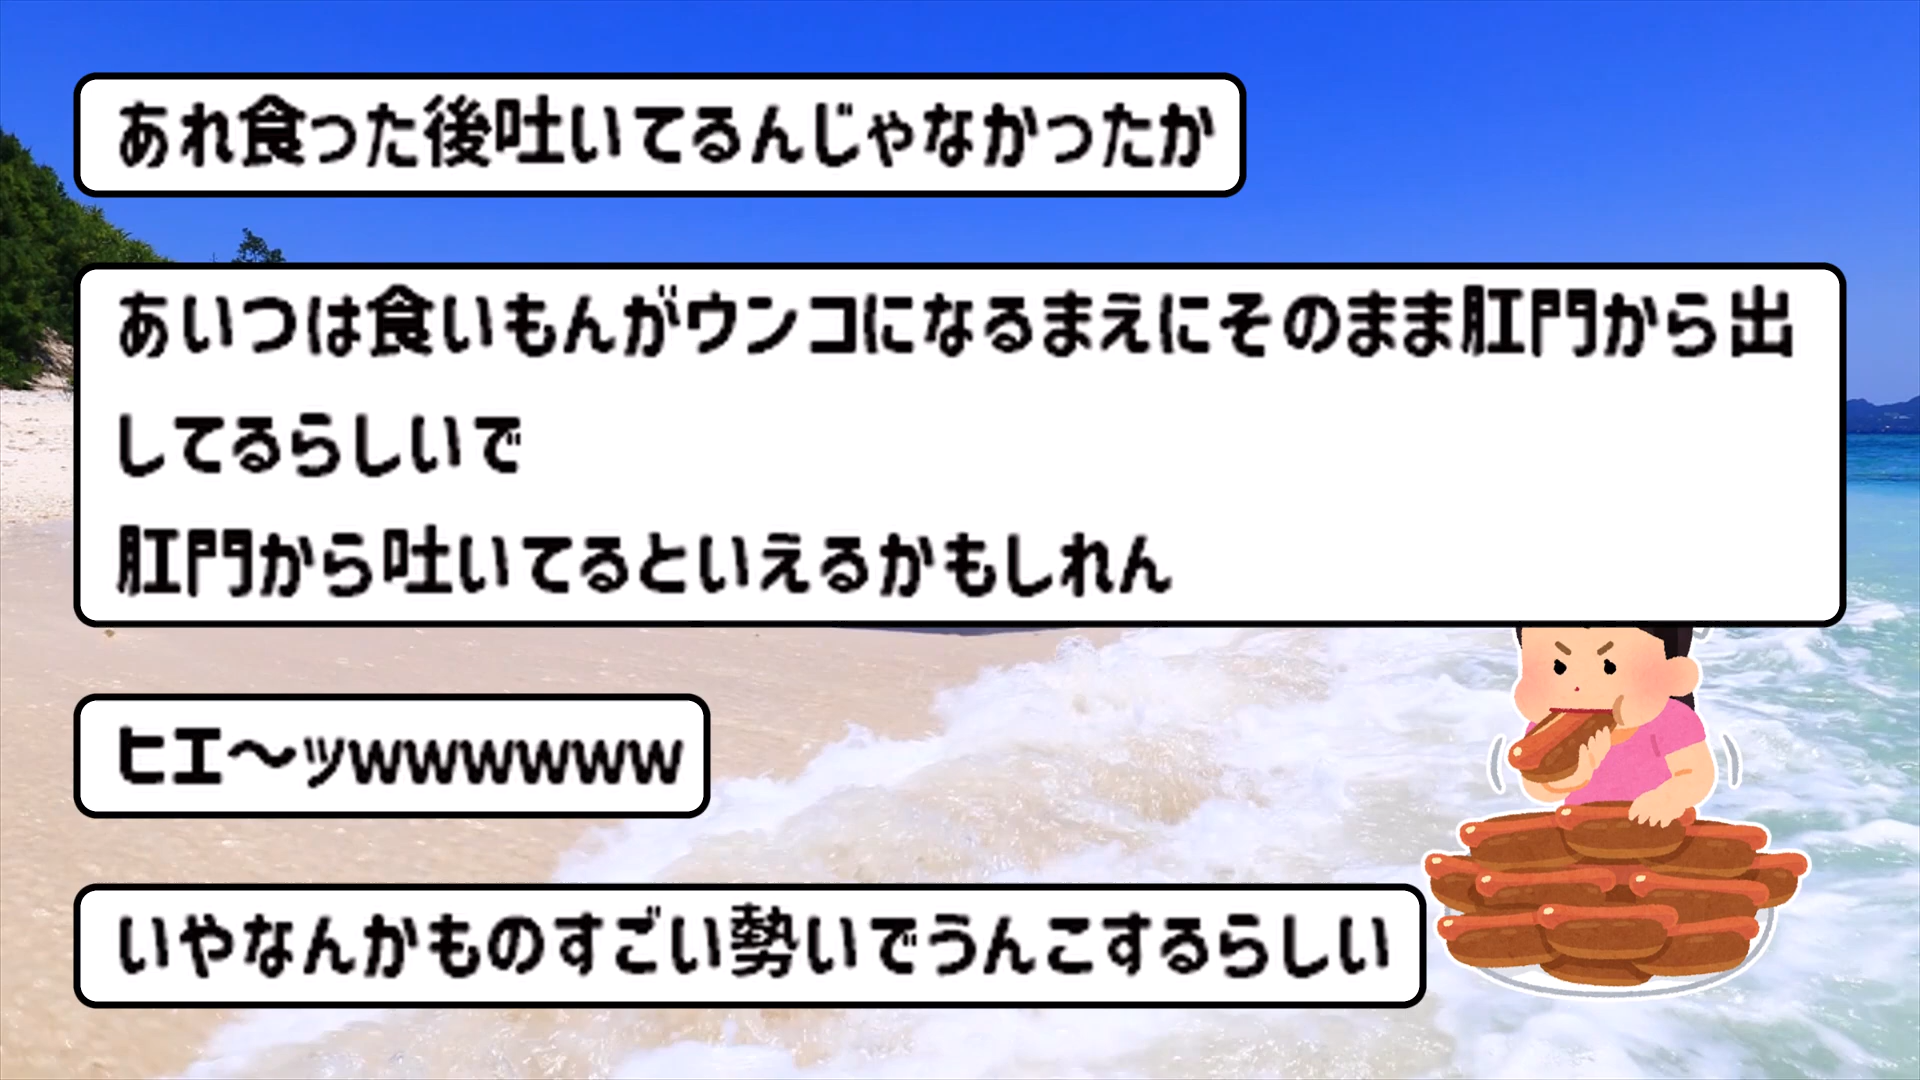 あれ食った後吐いてるんじゃなかったか
あいつは食いもんがウンコになるまえにそのまま肛門から出
してるらしいで
肛門から吐いてるといえるかもしれん
ヒエ〜ッwwwwwww
いやなんかものすごい勢いでうんこするらしい